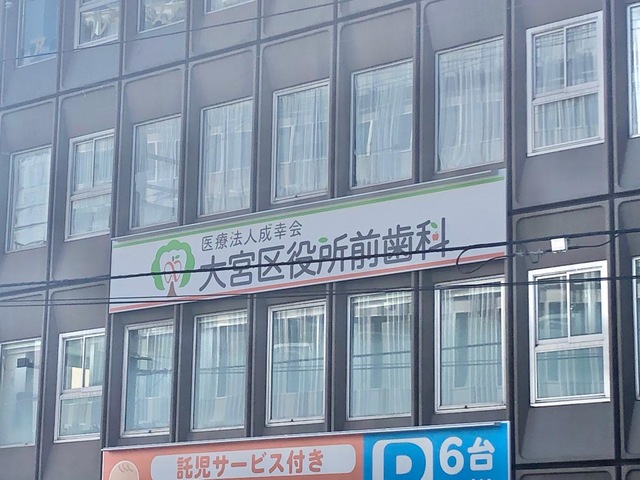 医療法人成幸会
大宮区役所前歯科
託児サービス付き
P 6台